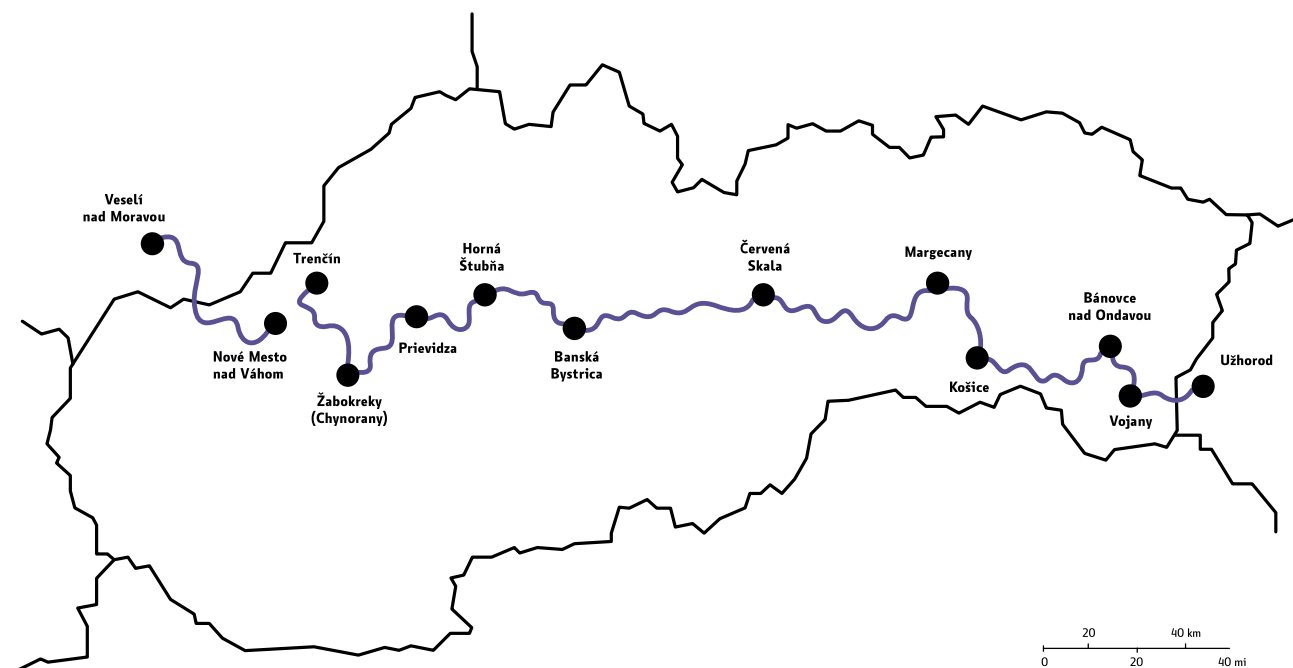 Veselí
nad Moravou
Trenčín
Horná
Štubňa
Červená
Skala
Margecany
Bánovce
nad Ondavou
Nové Mesto
nad Váhom
Prievidza
Banská
Bystrica
Užhorod
Košice
Žabokreky
(Chynorany)
Vojany
20
40 km
0
20
40 mi